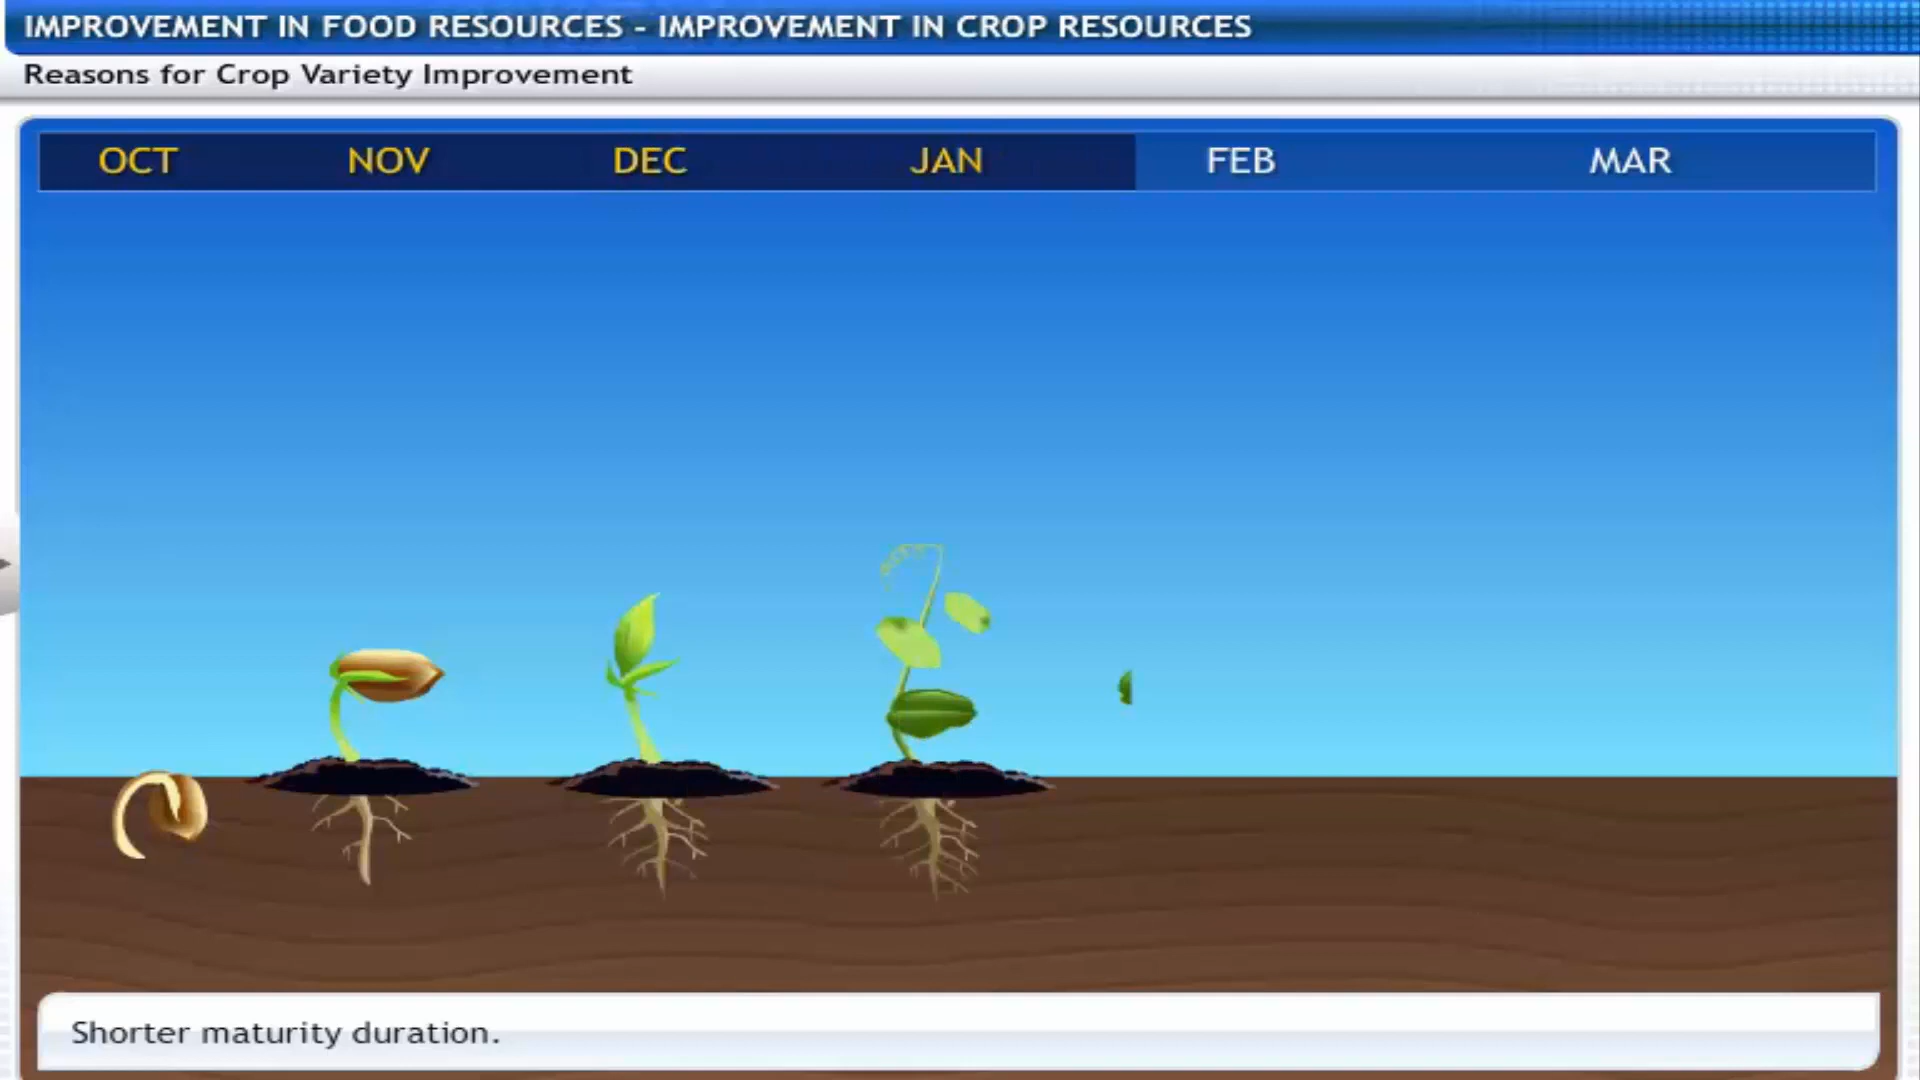 IMPROVEMENT IN FOOD RESOURCES - IMPROVEMENT IN CROP RESOURCES
Reasons for Crop Variety Improvement
OCT NOV DEC JAN FEB MAR
Shorter maturity duration.